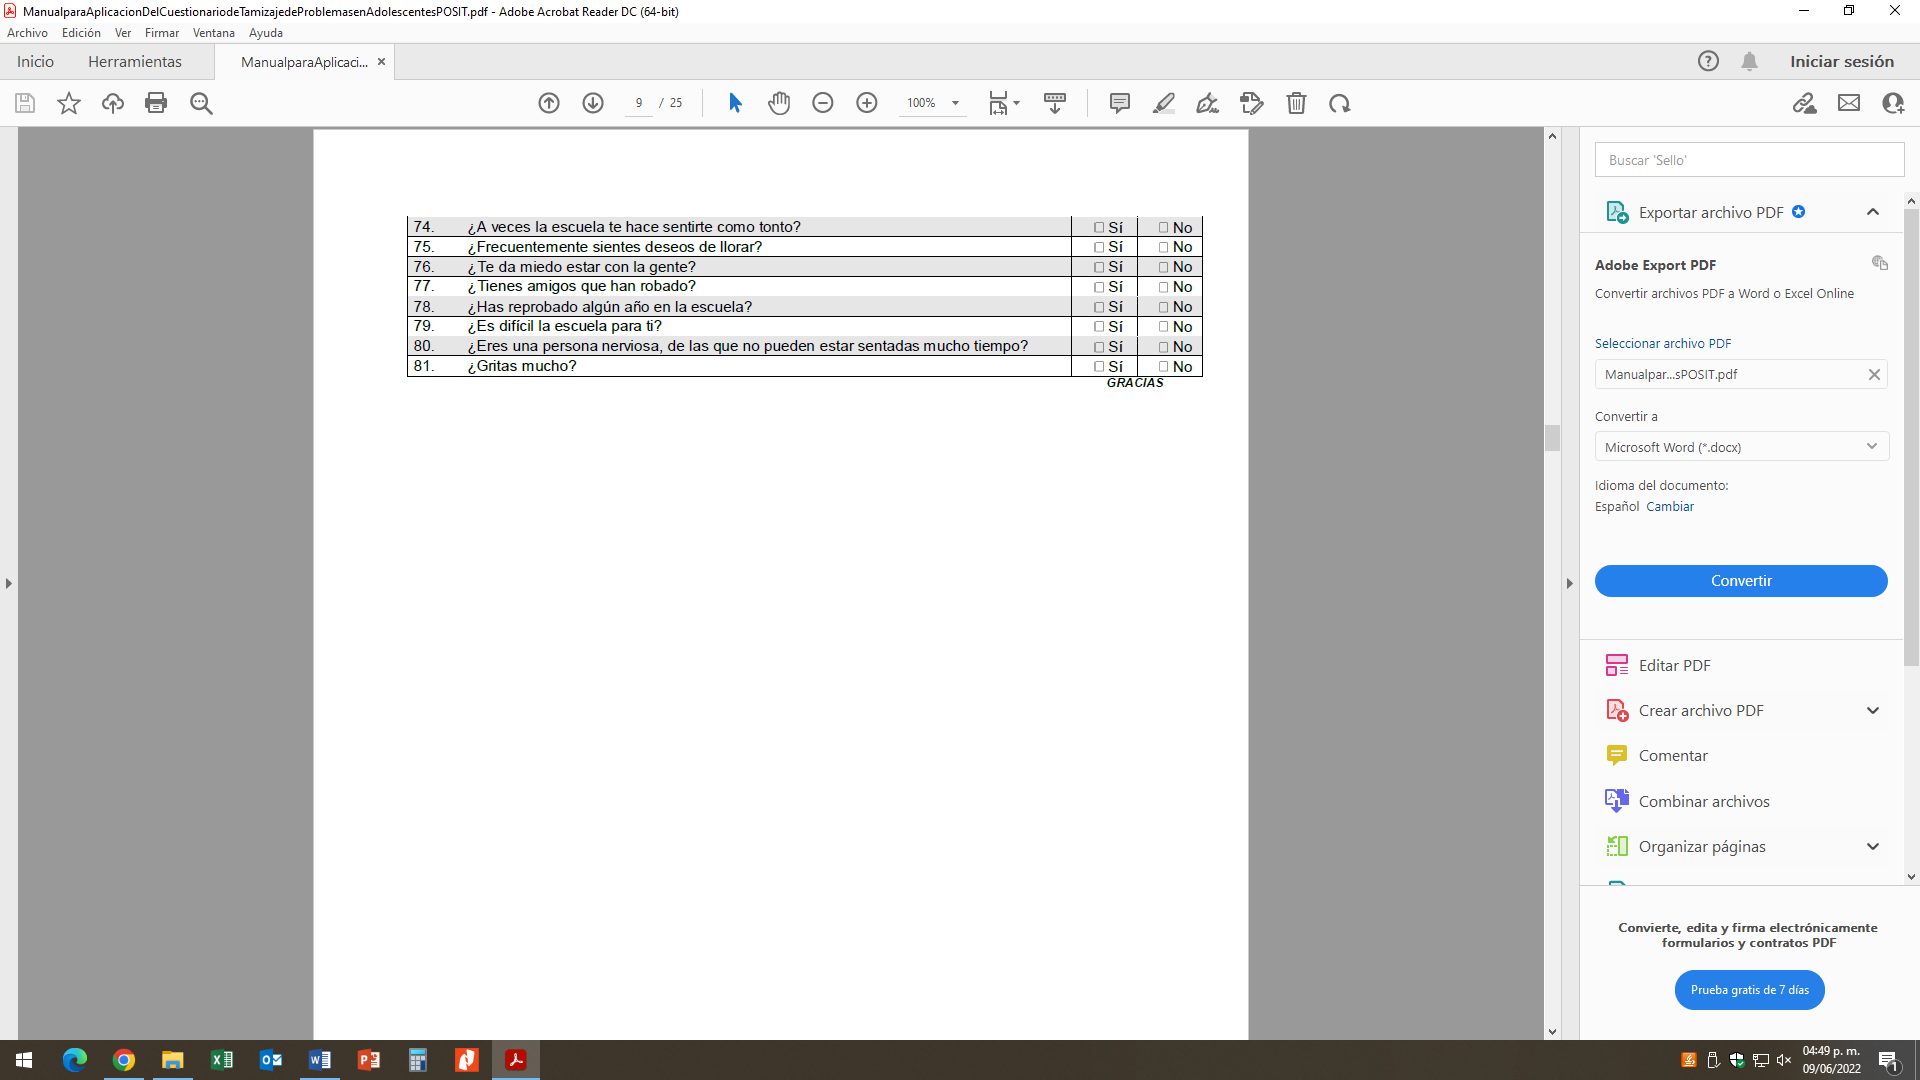 ManualparaAplicacionDelCuestionariodeTamizajedeProblemasenAdolescentesPOSIT.pdf - Adobe Acrobat Reader DC (64-bit)
Archivo Edición Ver Firmar Ventana Ayuda
Inicio Herramientas ManualparaAplicaci... Iniciar sesión
9 / 25 100%
74. ¿A veces la escuela te hace sentirte como tonto? Sí No
75. ¿Frecuentemente sientes deseos de llorar? Sí No
76. ¿Te da miedo estar con la gente? Sí No
77. ¿Tienes amigos que han robado? Sí No
78. ¿Has reprobado algún año en la escuela? Sí No
79. ¿Es difícil la escuela para ti? Sí No
80. ¿Eres una persona nerviosa, de las que no pueden estar sentadas mucho tiempo? Sí No
81. ¿Gritas mucho? Sí No
GRACIAS
Buscar 'Sello'
Exportar archivo PDF
Adobe Export PDF
Convertir archivos PDF a Word o Excel Online
Seleccionar archivo PDF
Manualpar...sPOSIT.pdf
Convertir a
Microsoft Word (*.docx)
Idioma del documento:
Español Cambiar
Convertir
Editar PDF
Crear archivo PDF
Comentar
Combinar archivos
Organizar páginas
Convierte, edita y firma electrónicamente
formularios y contratos PDF
Prueba gratis de 7 días
04:49 p. m.
09/06/2022
1